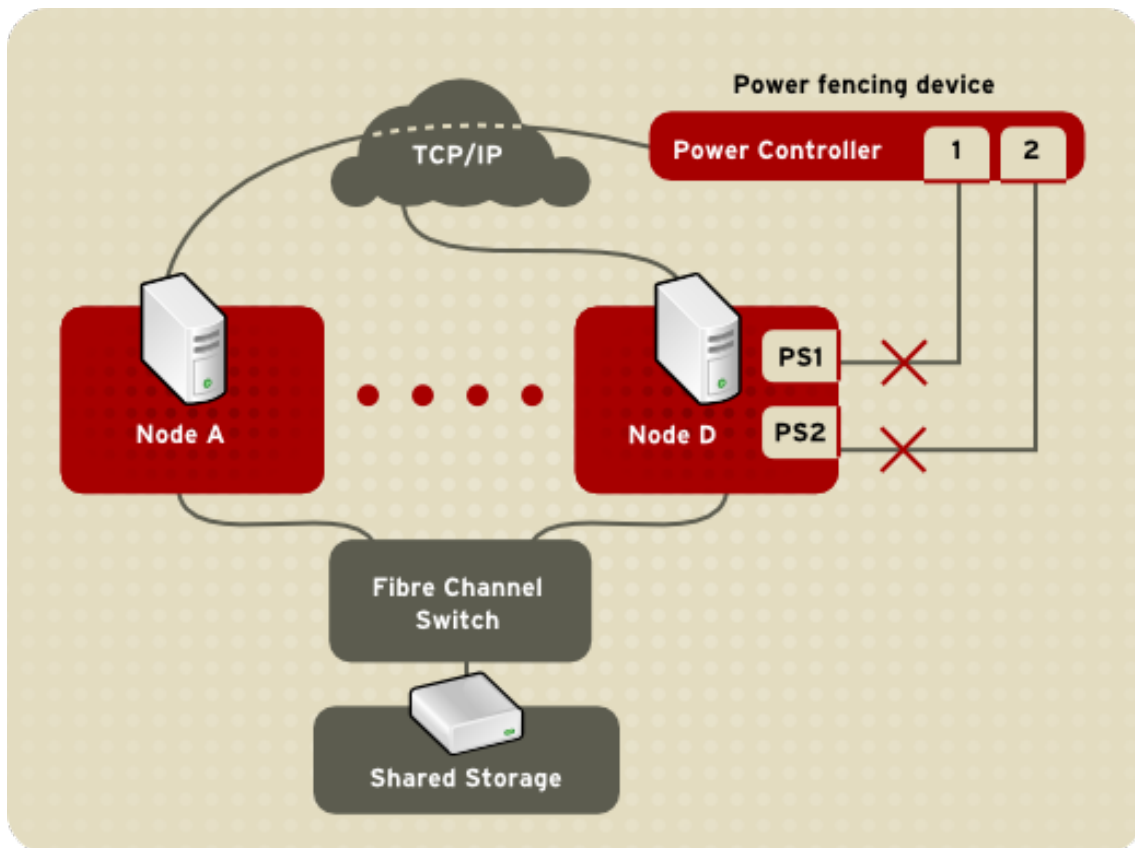 Power fencing device
Power Controller
1
2
TCP/IP
PS1
Node A
Node D
PS2
Fibre Channel
Switch
Shared Storage